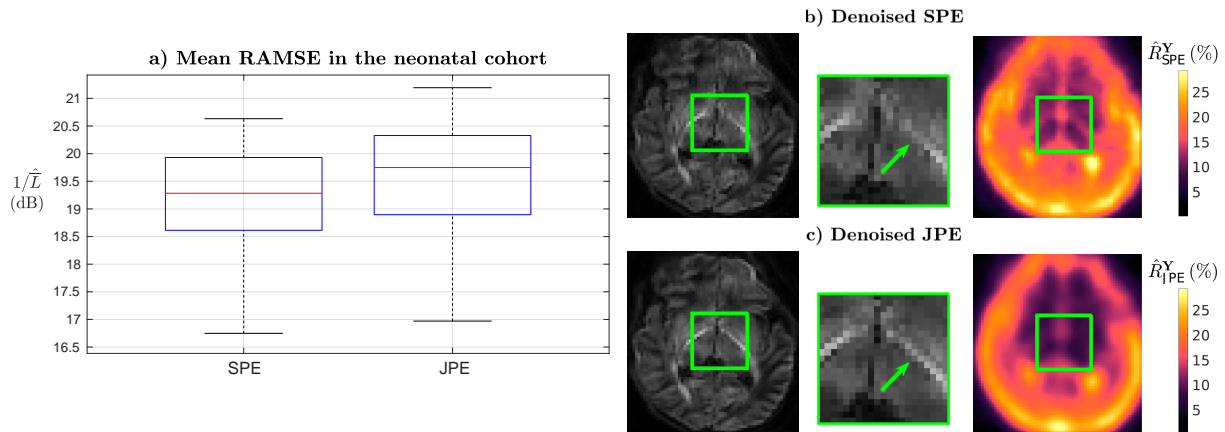 a) Mean RAMSE in the neonatal cohort
21
20.5
20
19.5
19
18.5
18
17.5
17
16.5
1/L̄̂
(dB)
SPE
JPE
b) Denoised SPE
R̂^Y_SPE (%)
25
20
15
10
5
c) Denoised JPE
R̂^Y_JPE (%)
25
20
15
10
5